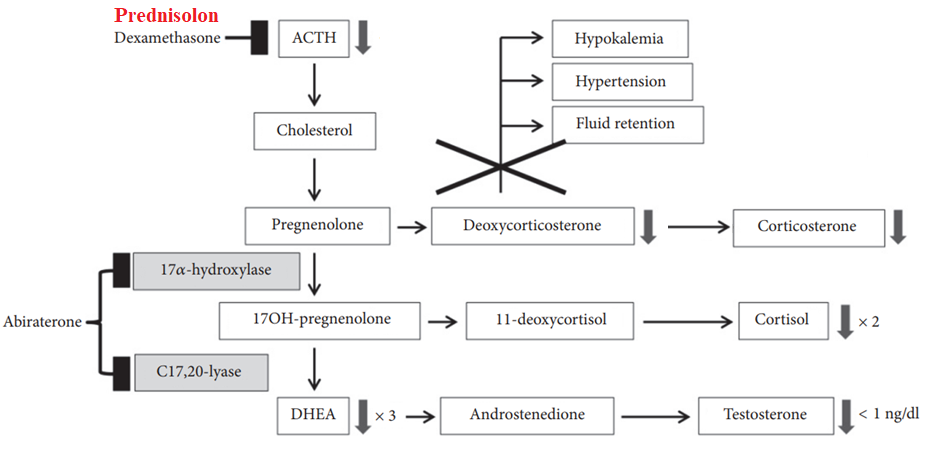 Prednisolon
Dexamethasone
ACTH
Hypokalemia
Hypertension
Fluid retention
Cholesterol
Pregnenolone
Deoxycorticosterone
Corticosterone
17α-hydroxylase
Abiraterone
17OH-pregnenolone
11-deoxycortisol
Cortisol
× 2
C17,20-lyase
DHEA
× 3
Androstenedione
Testosterone
< 1 ng/dl